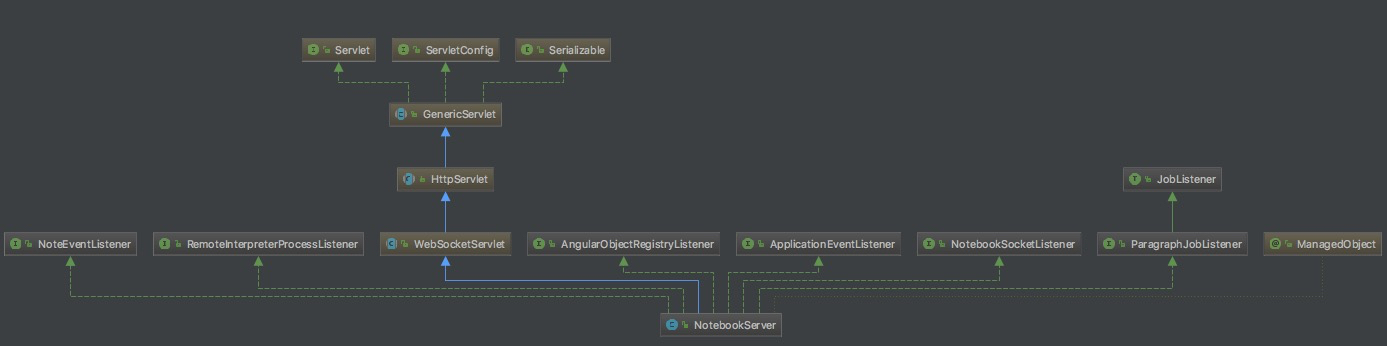 Servlet
ServletConfig
Serializable
GenericServlet
HttpServlet
JobListener
NoteEventListener
RemoteInterpreterProcessListener
WebSocketServlet
AngularObjectRegistryListener
ApplicationEventListener
NotebookSocketListener
ParagraphJobListener
ManagedObject
NotebookServer